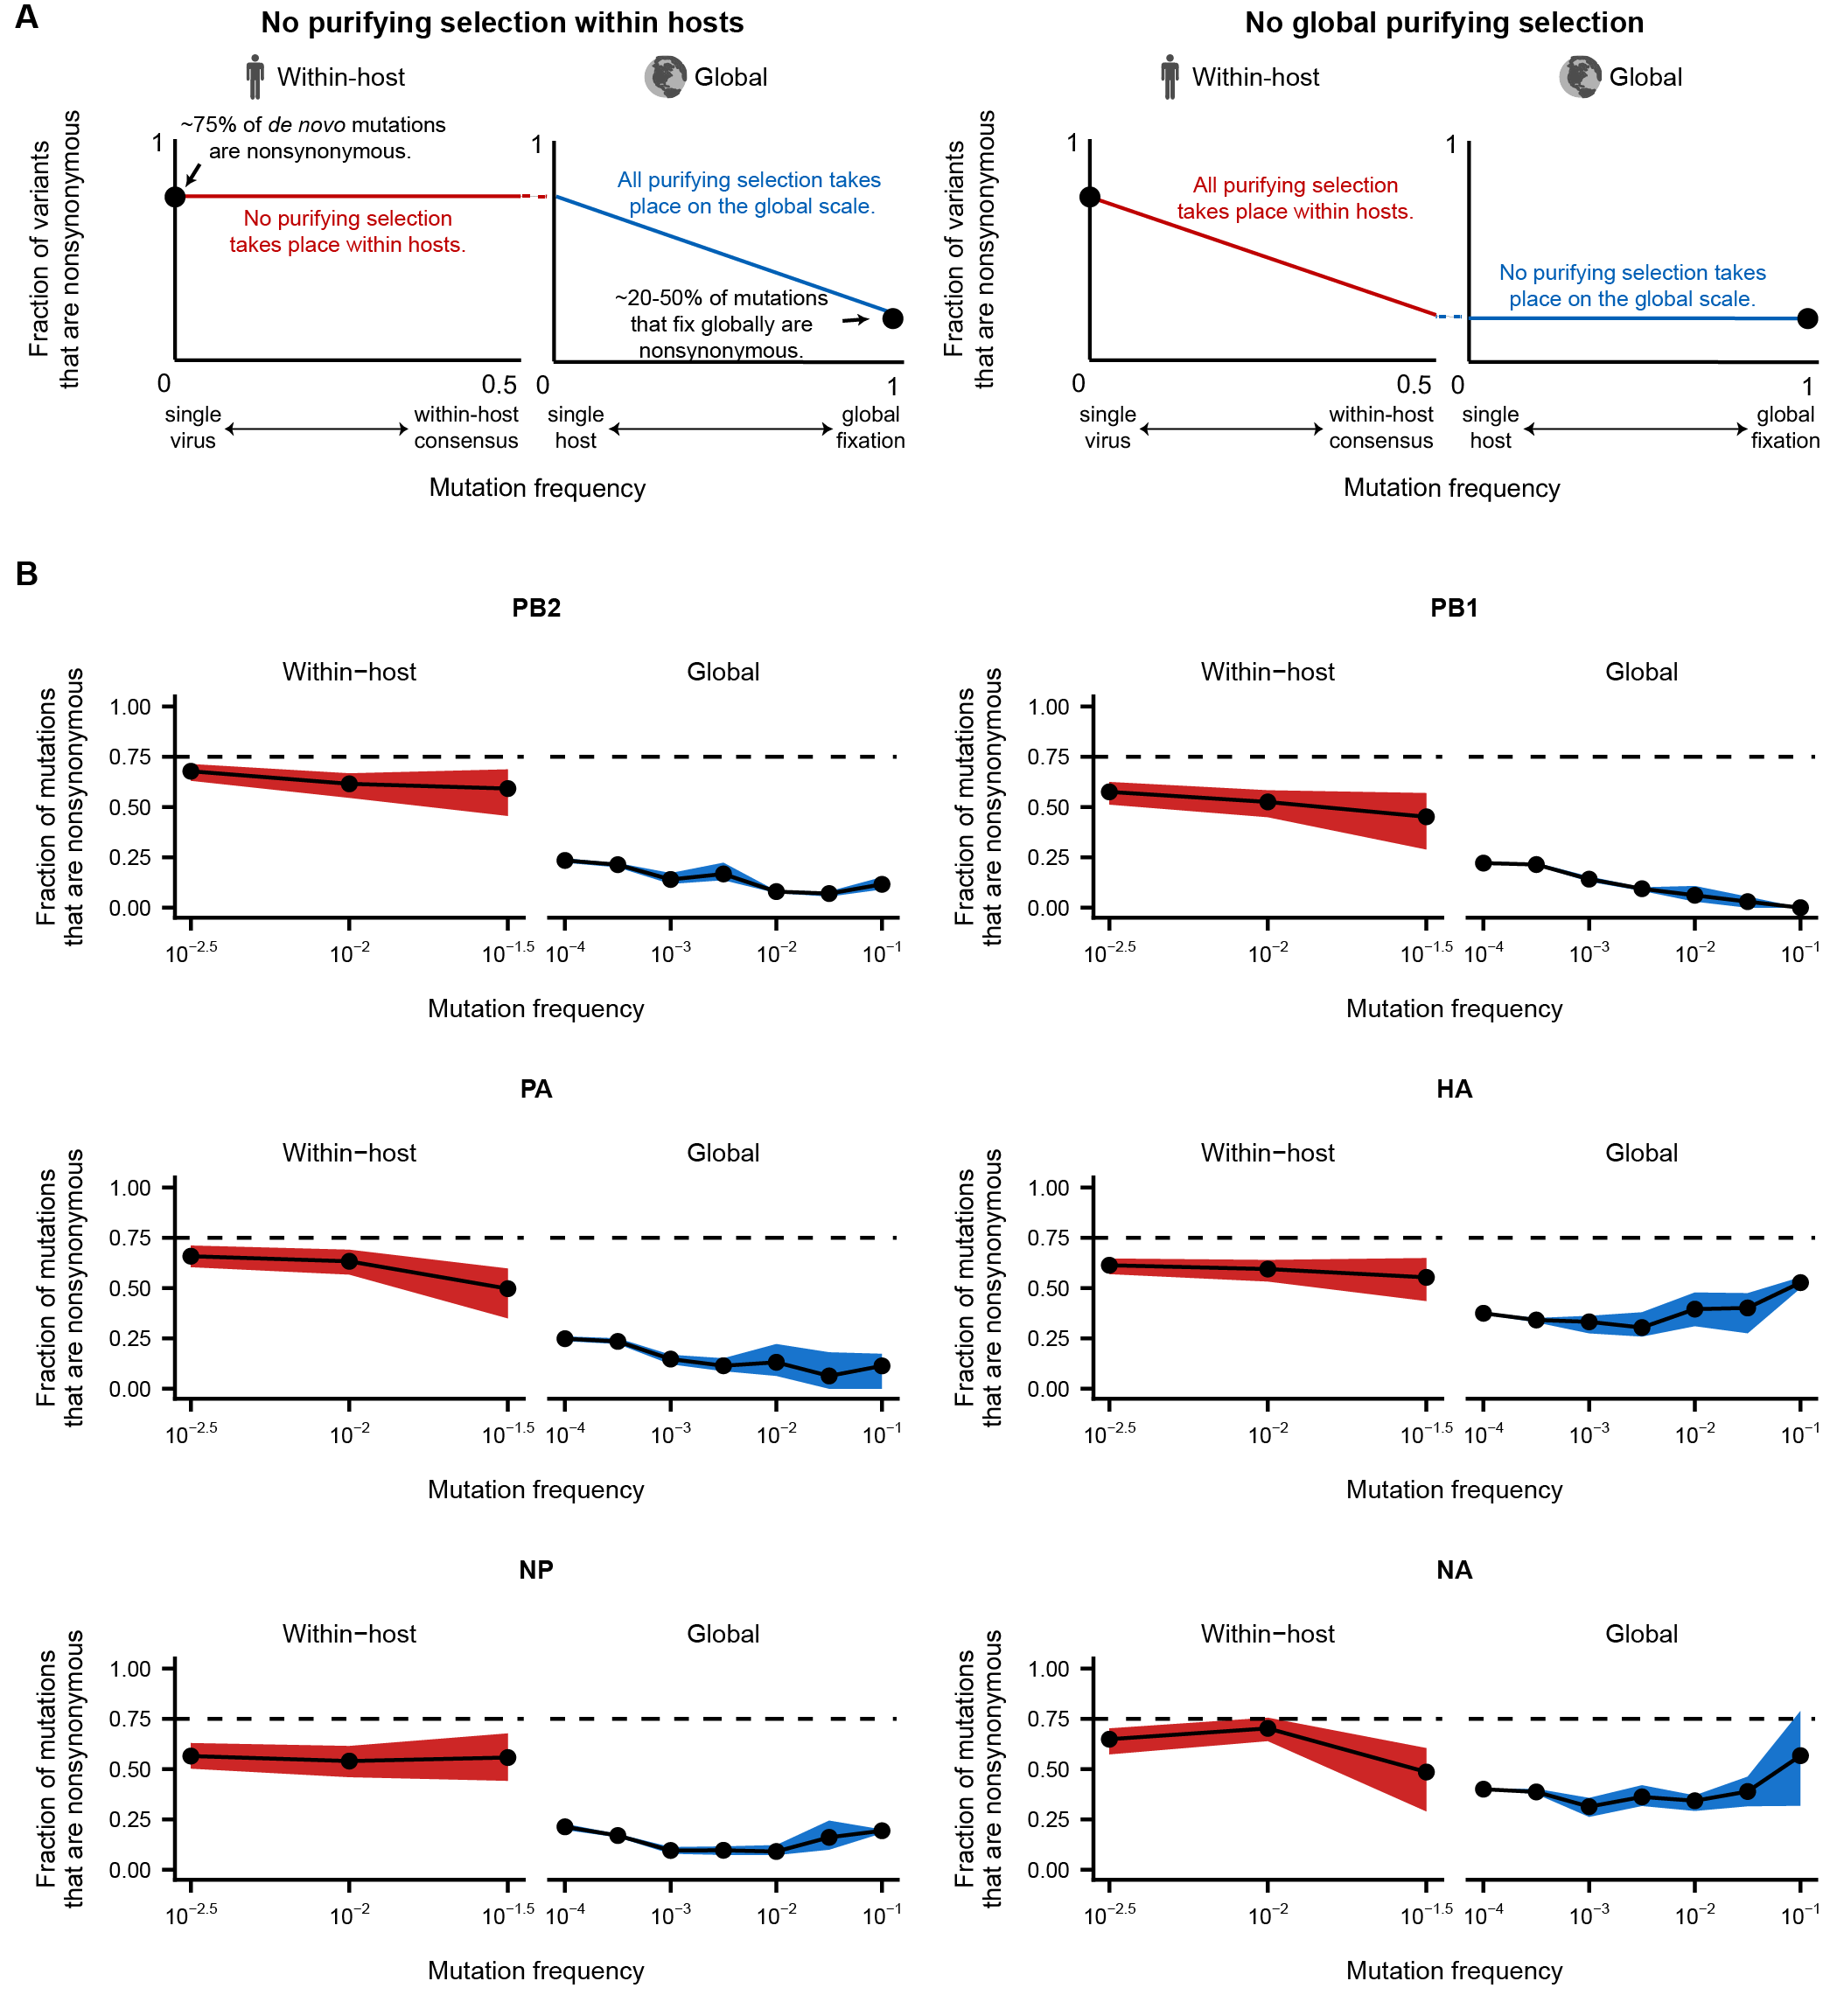 A
No purifying selection within hosts
Within-host
Global
Fraction of variants
that are nonsynonymous
1
~75% of de novo mutations
are nonsynonymous.
No purifying selection
takes place within hosts.
1
All purifying selection takes
place on the global scale.
~20-50% of mutations
that fix globally are
nonsynonymous.
0
0.5
0
1
single
virus
within-host
consensus
single
host
global
fixation
Mutation frequency
No global purifying selection
Within-host
Global
Fraction of variants
that are nonsynonymous
1
All purifying selection
takes place within hosts.
1
No purifying selection takes
place on the global scale.
0
0.5
0
1
single
virus
within-host
consensus
single
host
global
fixation
Mutation frequency
B
PB2
Within−host
Global
Fraction of mutations
that are nonsynonymous
1.00
0.75
0.50
0.25
0.00
10−2.5
10−2
10−1.5
10−4
10−3
10−2
10−1
Mutation frequency
PB1
Within−host
Global
Fraction of mutations
that are nonsynonymous
1.00
0.75
0.50
0.25
0.00
10−2.5
10−2
10−1.5
10−4
10−3
10−2
10−1
Mutation frequency
PA
Within−host
Global
Fraction of mutations
that are nonsynonymous
1.00
0.75
0.50
0.25
0.00
10−2.5
10−2
10−1.5
10−4
10−3
10−2
10−1
Mutation frequency
HA
Within−host
Global
Fraction of mutations
that are nonsynonymous
1.00
0.75
0.50
0.25
0.00
10−2.5
10−2
10−1.5
10−4
10−3
10−2
10−1
Mutation frequency
NP
Within−host
Global
Fraction of mutations
that are nonsynonymous
1.00
0.75
0.50
0.25
0.00
10−2.5
10−2
10−1.5
10−4
10−3
10−2
10−1
Mutation frequency
NA
Within−host
Global
Fraction of mutations
that are nonsynonymous
1.00
0.75
0.50
0.25
0.00
10−2.5
10−2
10−1.5
10−4
10−3
10−2
10−1
Mutation frequency